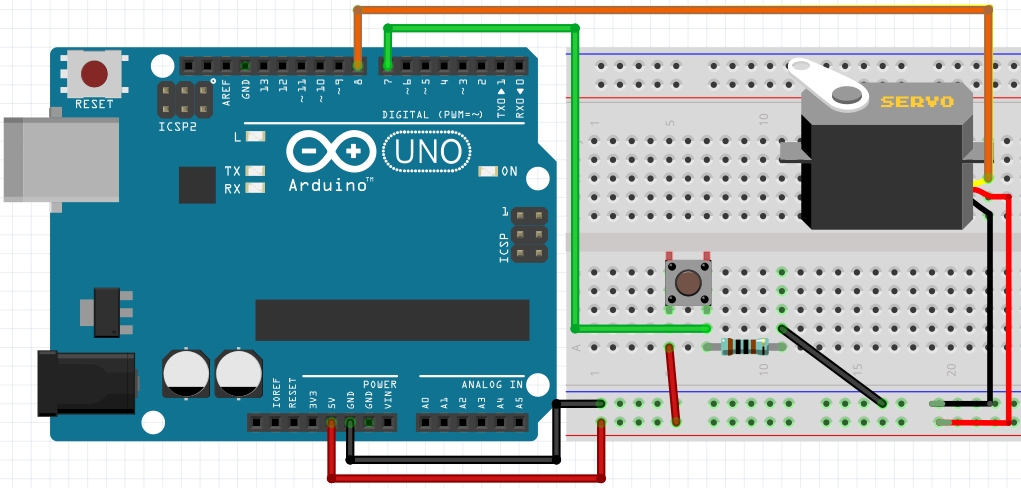 RESET
ICSP2
AREF
GND
13
12
~11
~10
~9
8
7
~6
~5
4
~3
2
TXO▶1
RXO◀0
DIGITAL (PWM=~)
L
TX
RX
UNO
Arduino™
ON
1
ICSP
SERVO
1
5
10
A
1
10
15
20
POWER
ANALOG IN
IOREF
RESET
3V3
5V
GND
GND
VIN
A0
A1
A2
A3
A4
A5